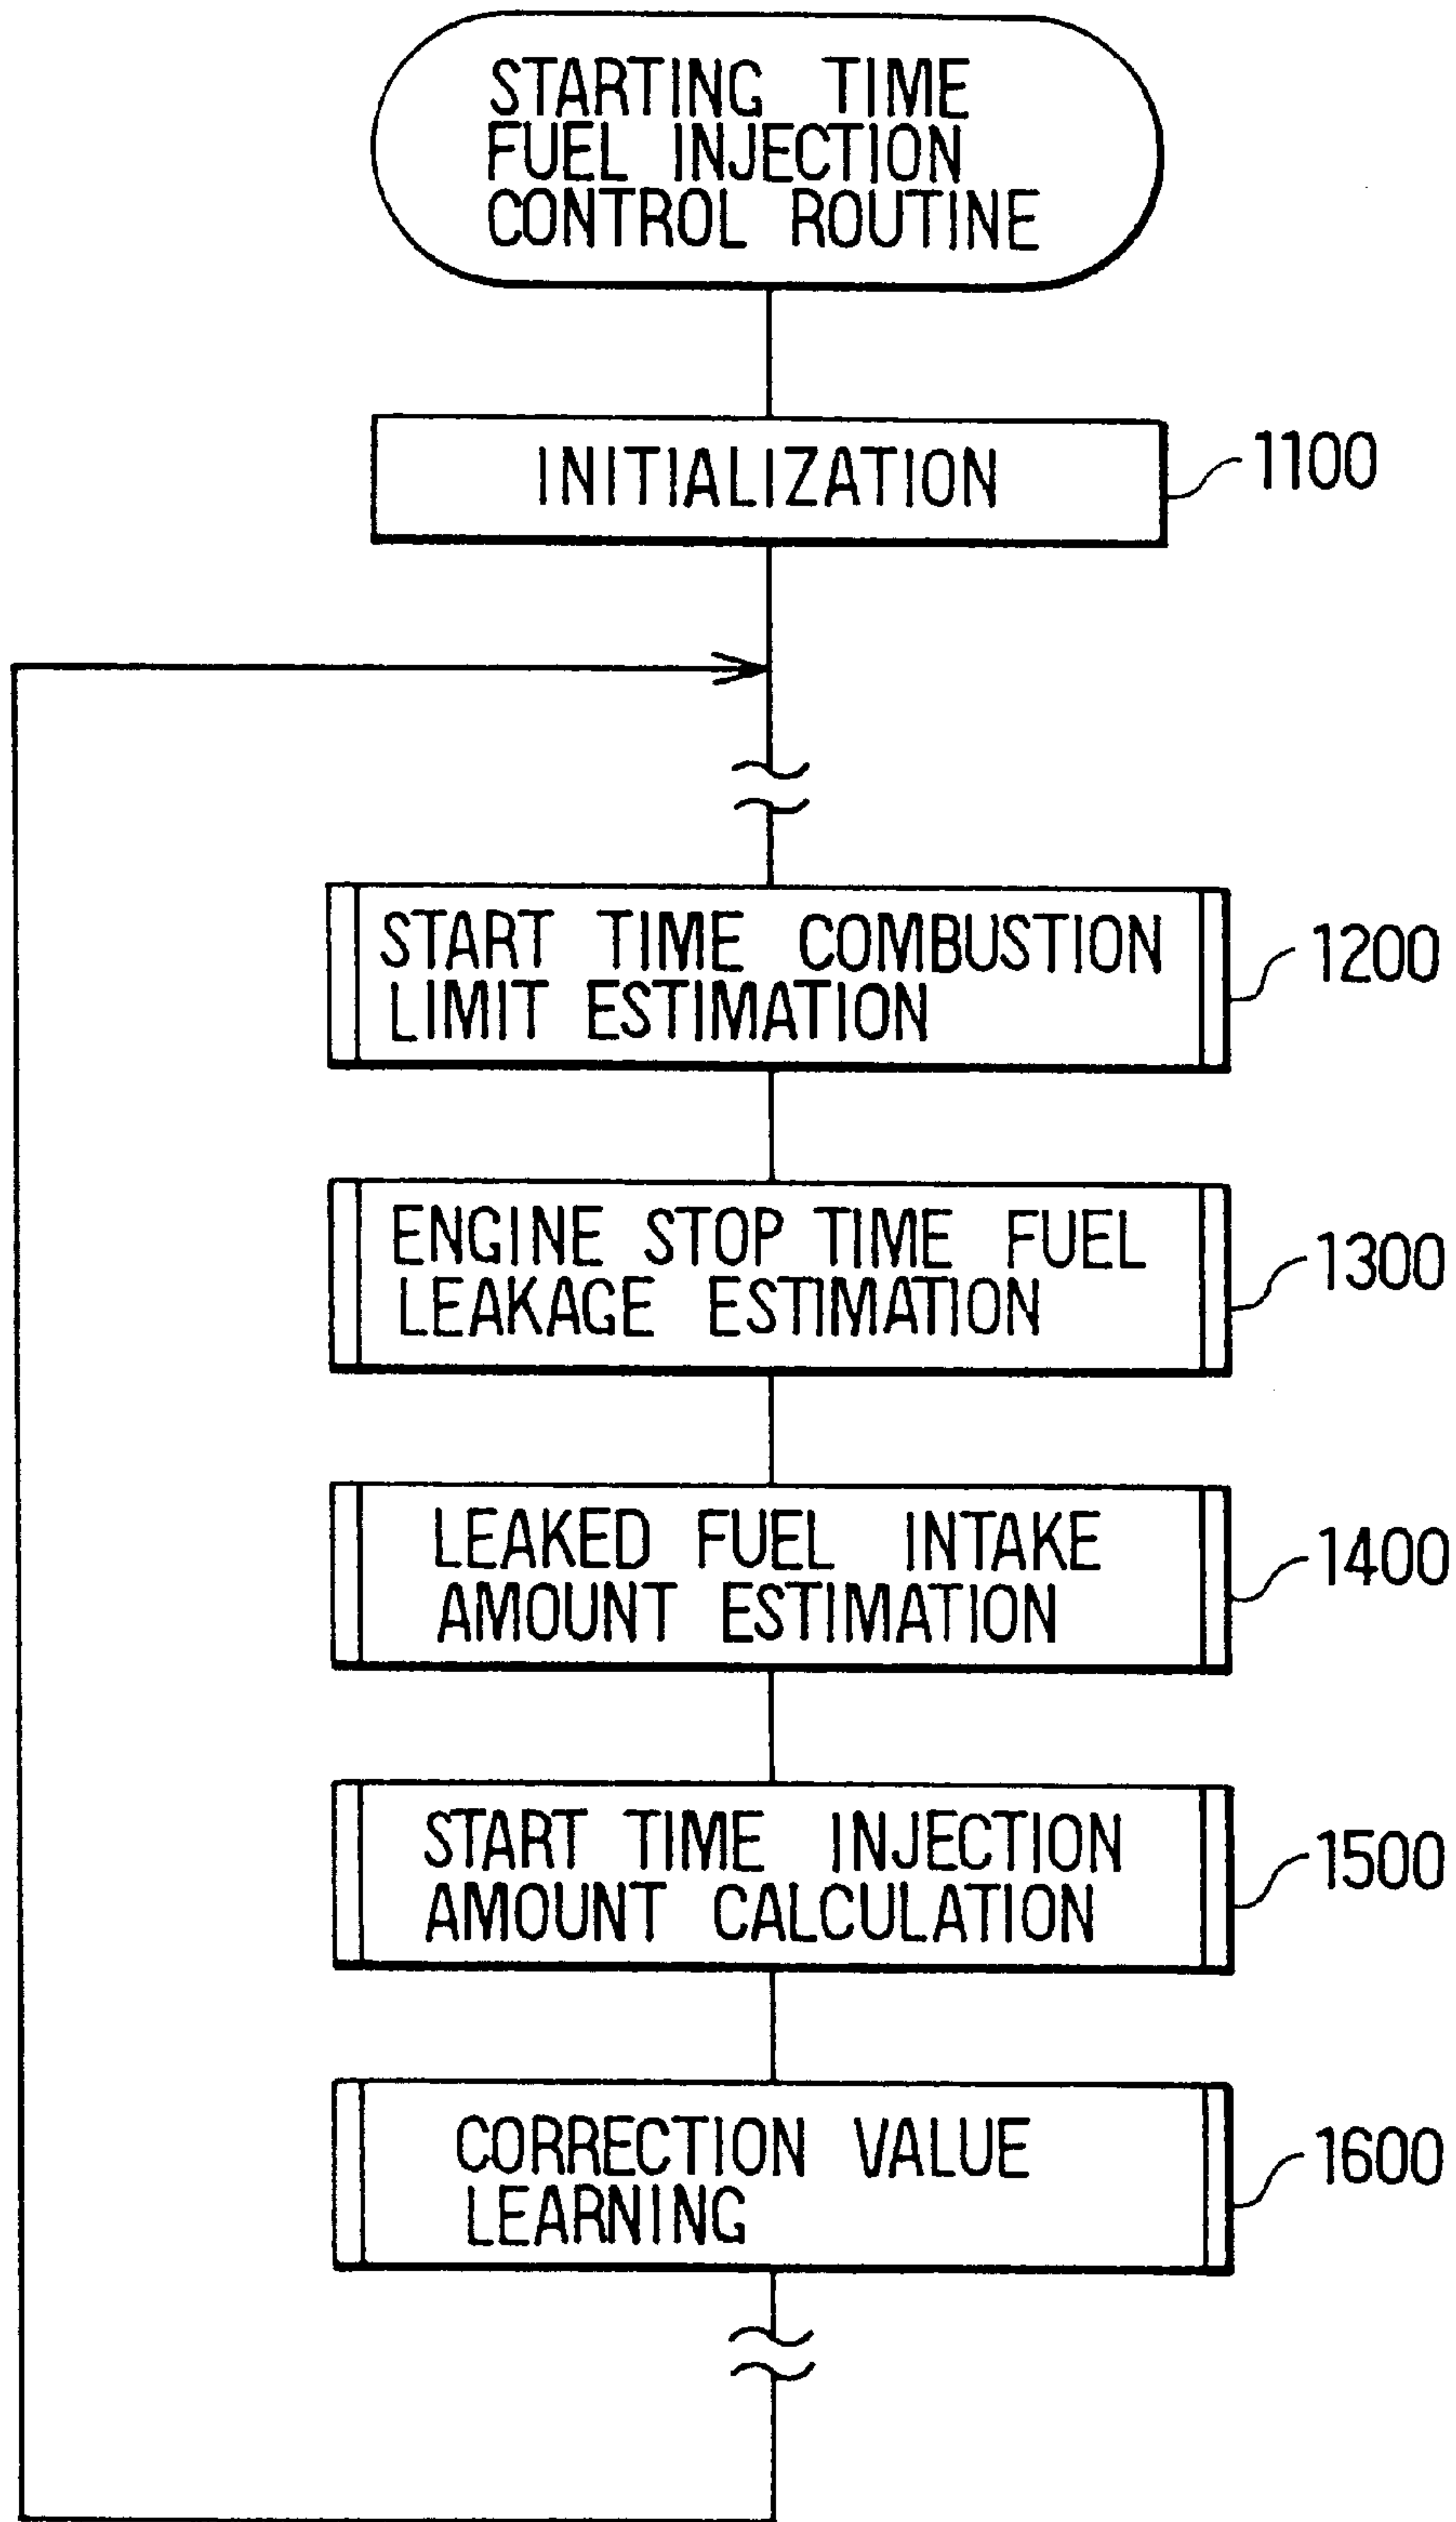 STARTING TIME
FUEL INJECTION
CONTROL ROUTINE
INITIALIZATION
1100
START TIME COMBUSTION
LIMIT ESTIMATION
1200
ENGINE STOP TIME FUEL
LEAKAGE ESTIMATION
1300
LEAKED FUEL INTAKE
AMOUNT ESTIMATION
1400
START TIME INJECTION
AMOUNT CALCULATION
1500
CORRECTION VALUE
LEARNING
1600